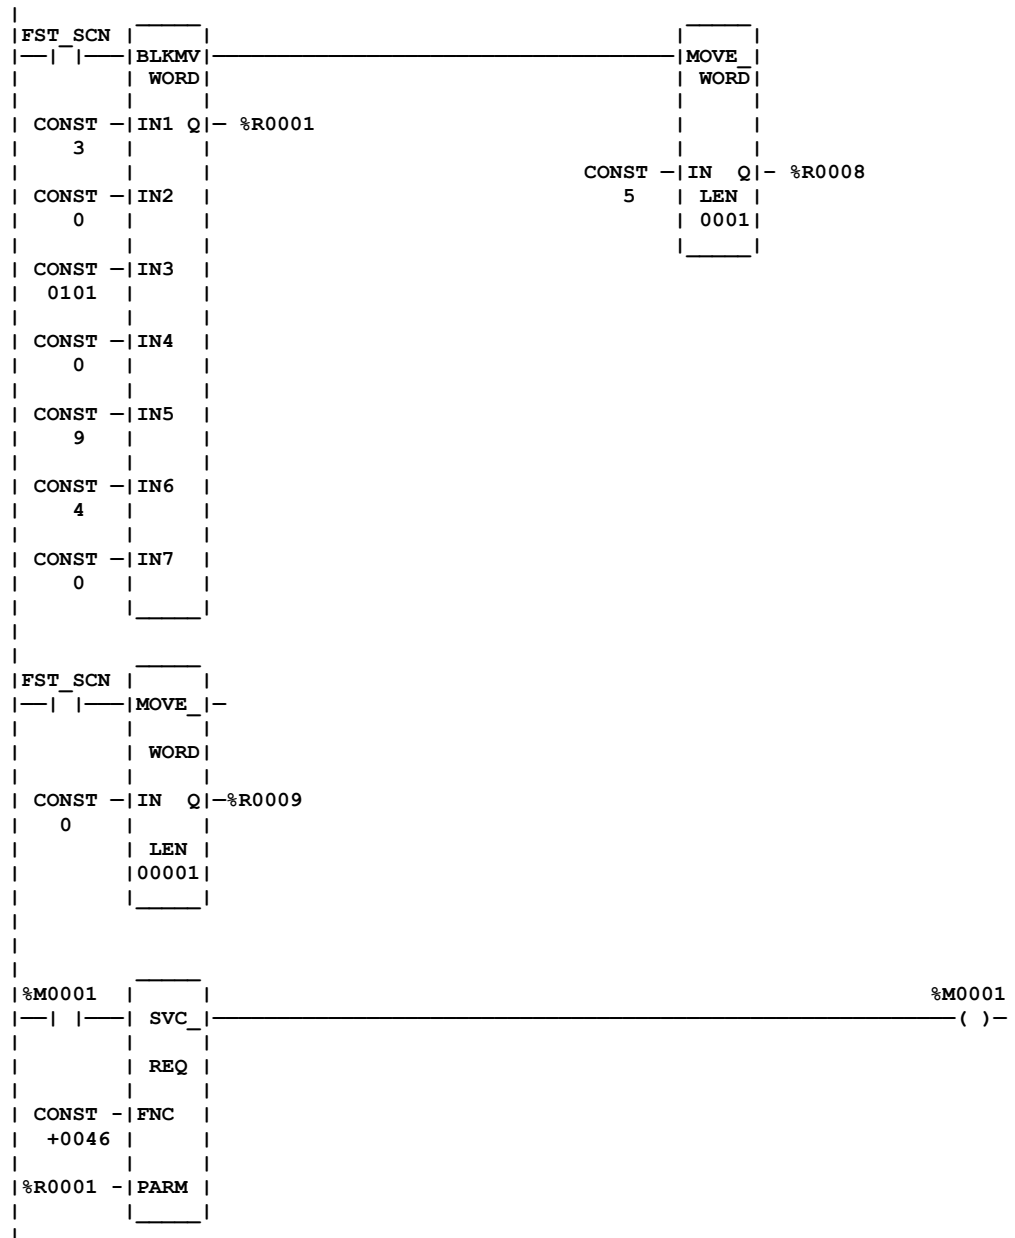 FST_SCN
BLKMV MOVE_
WORD WORD
CONST IN1 Q %R0001
3
CONST IN Q %R0008
5 LEN
0001
CONST IN2
0
CONST IN3
0101
CONST IN4
0
CONST IN5
9
CONST IN6
4
CONST IN7
0
FST_SCN
MOVE_
WORD
CONST IN Q %R0009
0
LEN
00001
%M0001 %M0001
SVC_ ( )
REQ
CONST FNC
+0046
%R0001 PARM